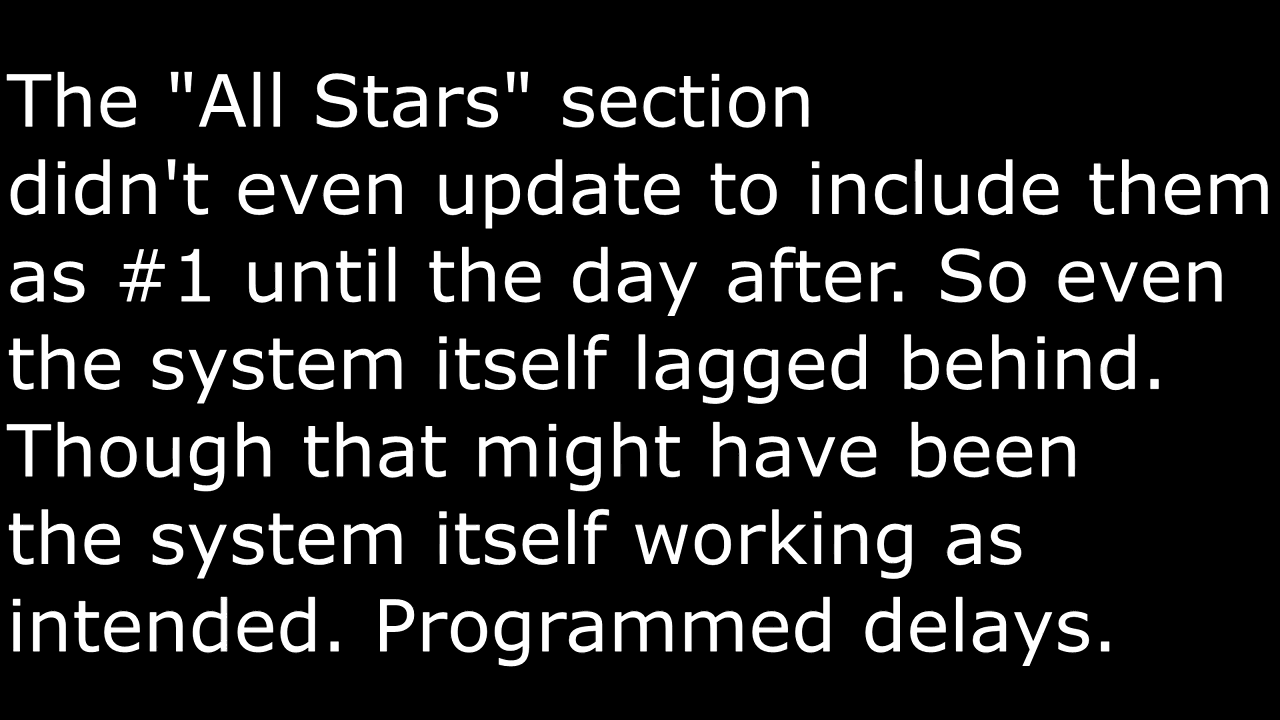 The "All Stars" section
didn't even update to include them
as #1 until the day after. So even
the system itself lagged behind.
Though that might have been
the system itself working as
intended. Programmed delays.